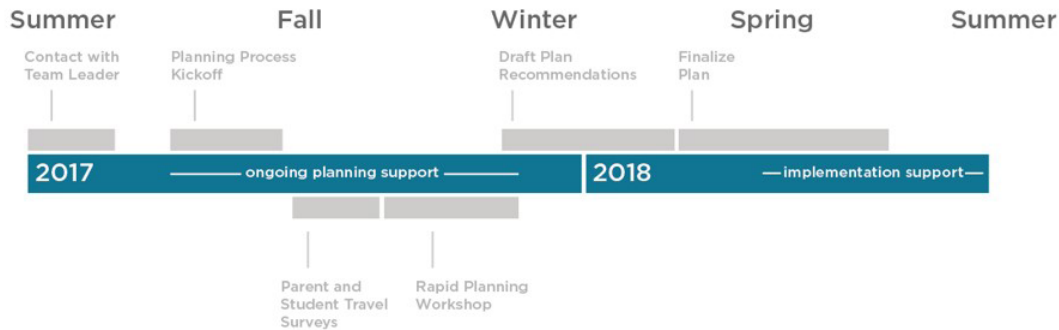 Summer Fall Winter Spring Summer
Contact with
Team Leader
Planning Process
Kickoff
Draft Plan
Recommendations
Finalize
Plan
2017 ongoing planning support 2018 implementation support
Parent and
Student Travel
Surveys
Rapid Planning
Workshop